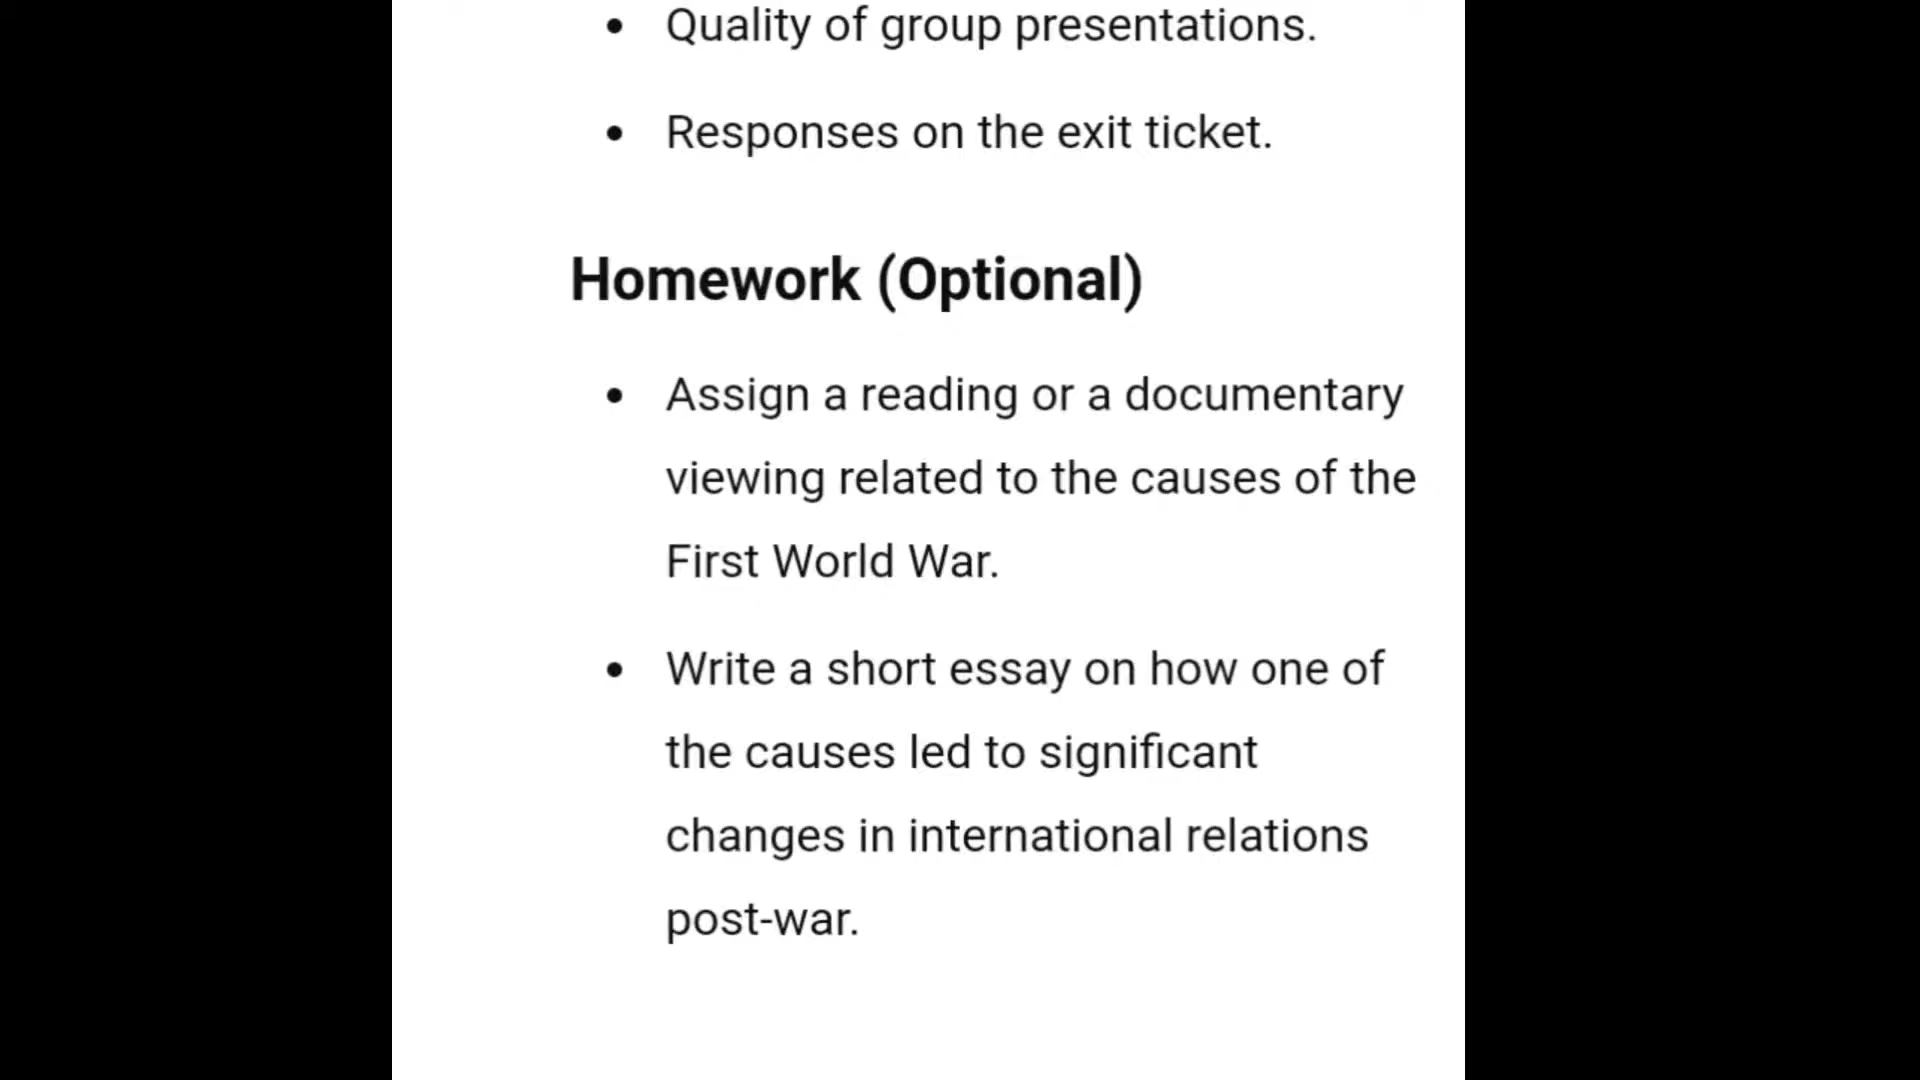 • Quality of group presentations.
• Responses on the exit ticket.
Homework (Optional)
• Assign a reading or a documentary
viewing related to the causes of the
First World War.
• Write a short essay on how one of
the causes led to significant
changes in international relations
post-war.